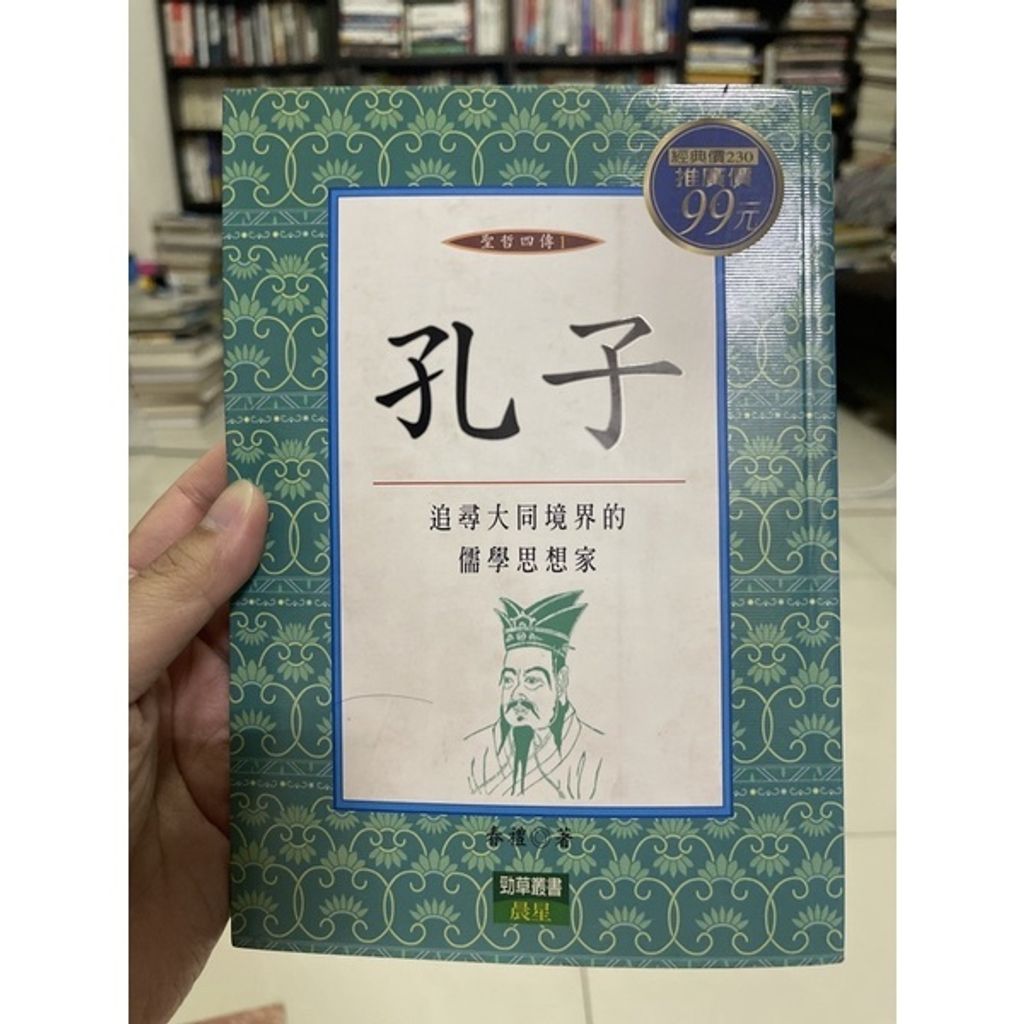 經典價230
推廣價
99元
聖哲四傳1
孔子
追尋大同境界的
儒學思想家
春禮◎著
勁草叢書
晨星